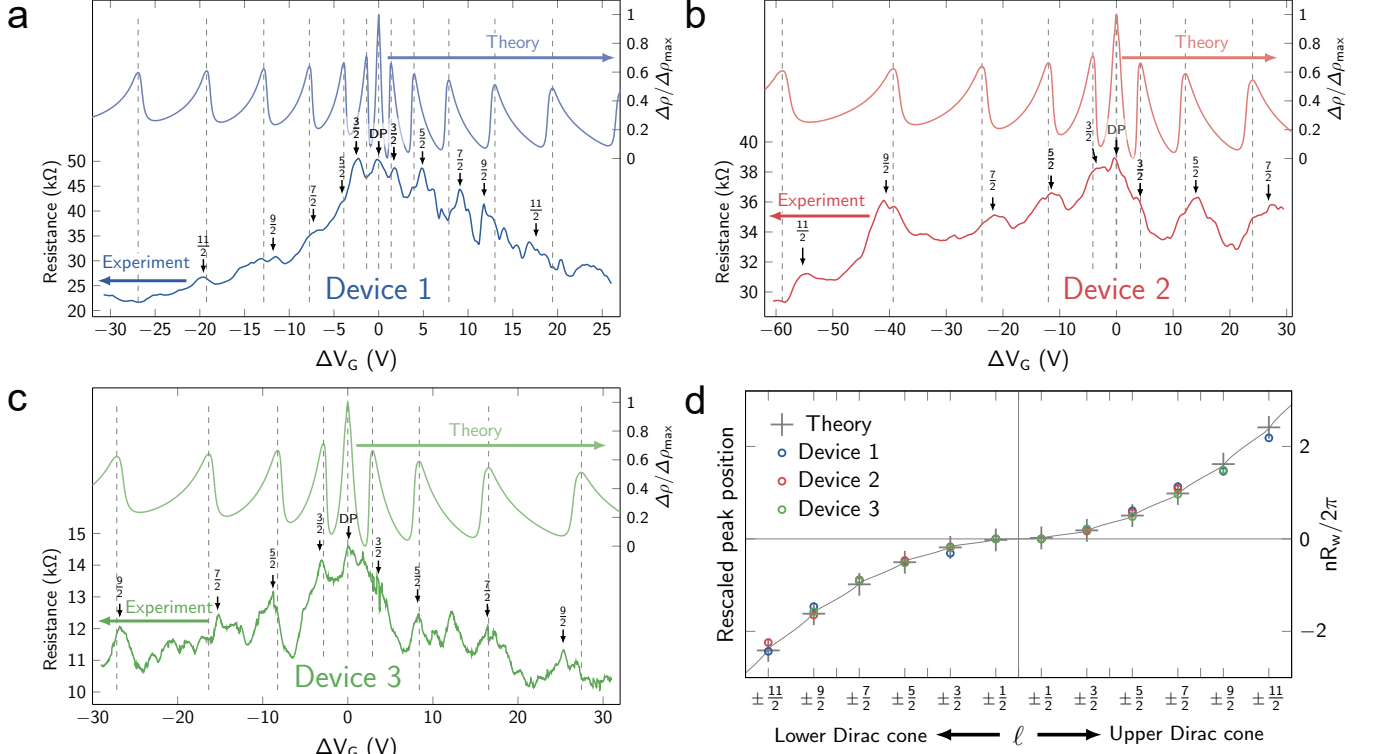 a
Theory
Δρ/Δρmax
1
0.8
0.6
0.4
0.2
0
Resistance (kΩ)
50
45
40
35
30
25
20
11/2
9/2
7/2
5/2
3/2
DP
3/2
5/2
7/2
9/2
11/2
Experiment
Device 1
−30 −25 −20 −15 −10 −5 0 5 10 15 20 25
ΔVG (V)
b
Theory
Δρ/Δρmax
1
0.8
0.6
0.4
0.2
0
Resistance (kΩ)
40
38
36
34
32
30
11/2
9/2
7/2
5/2
3/2
DP
3/2
5/2
7/2
Experiment
Device 2
−60 −50 −40 −30 −20 −10 0 10 20 30
ΔVG (V)
c
Theory
Δρ/Δρmax
1
0.8
0.6
0.4
0.2
0
Resistance (kΩ)
15
14
13
12
11
10
9/2
7/2
5/2
3/2
DP
3/2
5/2
7/2
9/2
Experiment
Device 3
−30 −20 −10 0 10 20 30
ΔVG (V)
d
Theory
Device 1
Device 2
Device 3
Rescaled peak position
nRw/2π
2
0
−2
±11/2 ±9/2 ±7/2 ±5/2 ±3/2 ±1/2 ±1/2 ±3/2 ±5/2 ±7/2 ±9/2 ±11/2
Lower Dirac cone ℓ Upper Dirac cone